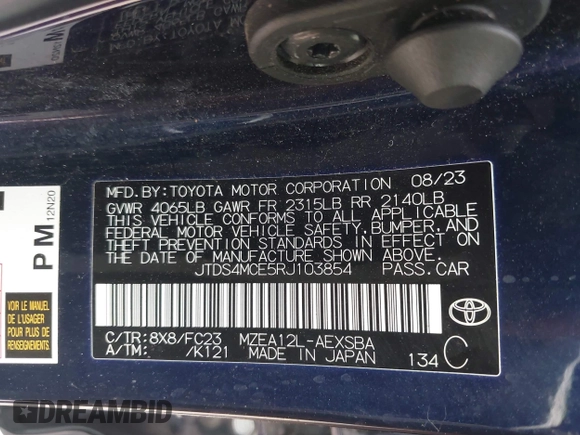 MFD. BY: TOYOTA MOTOR CORPORATION 08/23
GVWR 4065LB GAWR FR 2315LB RR 2140LB
THIS VEHICLE CONFORMS TO ALL APPLICABLE
FEDERAL MOTOR VEHICLE SAFETY, BUMPER, AND
THEFT PREVENTION STANDARDS IN EFFECT ON
THE DATE OF MANUFACTURE SHOWN ABOVE.
JTDS4MCE5RJ103854 PASS. CAR
C/TR: 8X8/FC23 MZEA12L-AEXSBA
A/TM: /K121 MADE IN JAPAN 134 C
TOYOTA
PM 12N20
VOIR LE MANUEL
DE L'USAGER
POUR PLUS DE
RENSEIGNEMENTS
DREAMBID